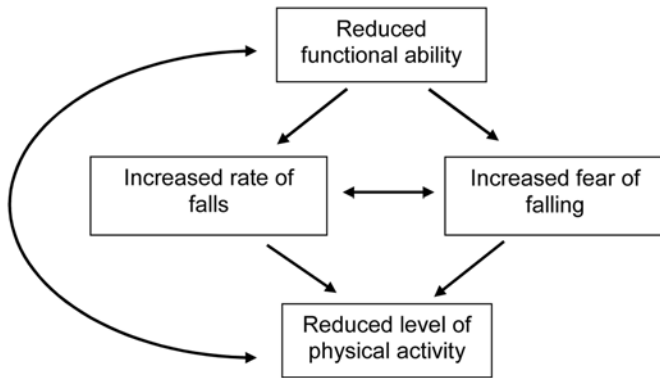 Reduced
functional ability
Increased rate of
falls
Increased fear of
falling
Reduced level of
physical activity